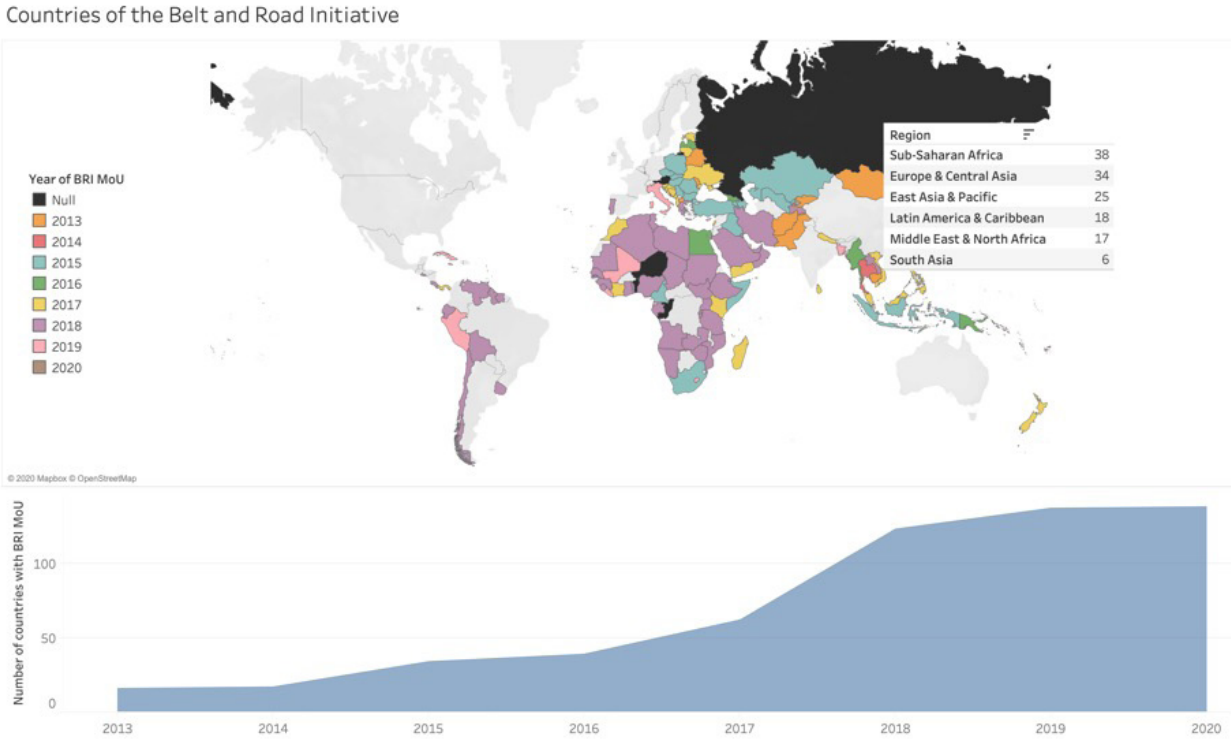 Countries of the Belt and Road Initiative
Year of BRI MoU
Null
2013
2014
2015
2016
2017
2018
2019
2020
Region
Sub-Saharan Africa 38
Europe & Central Asia 34
East Asia & Pacific 25
Latin America & Caribbean 18
Middle East & North Africa 17
South Asia 6
© 2020 Mapbox © OpenStreetMap
Number of countries with BRI MoU
100
50
0
2013 2014 2015 2016 2017 2018 2019 2020